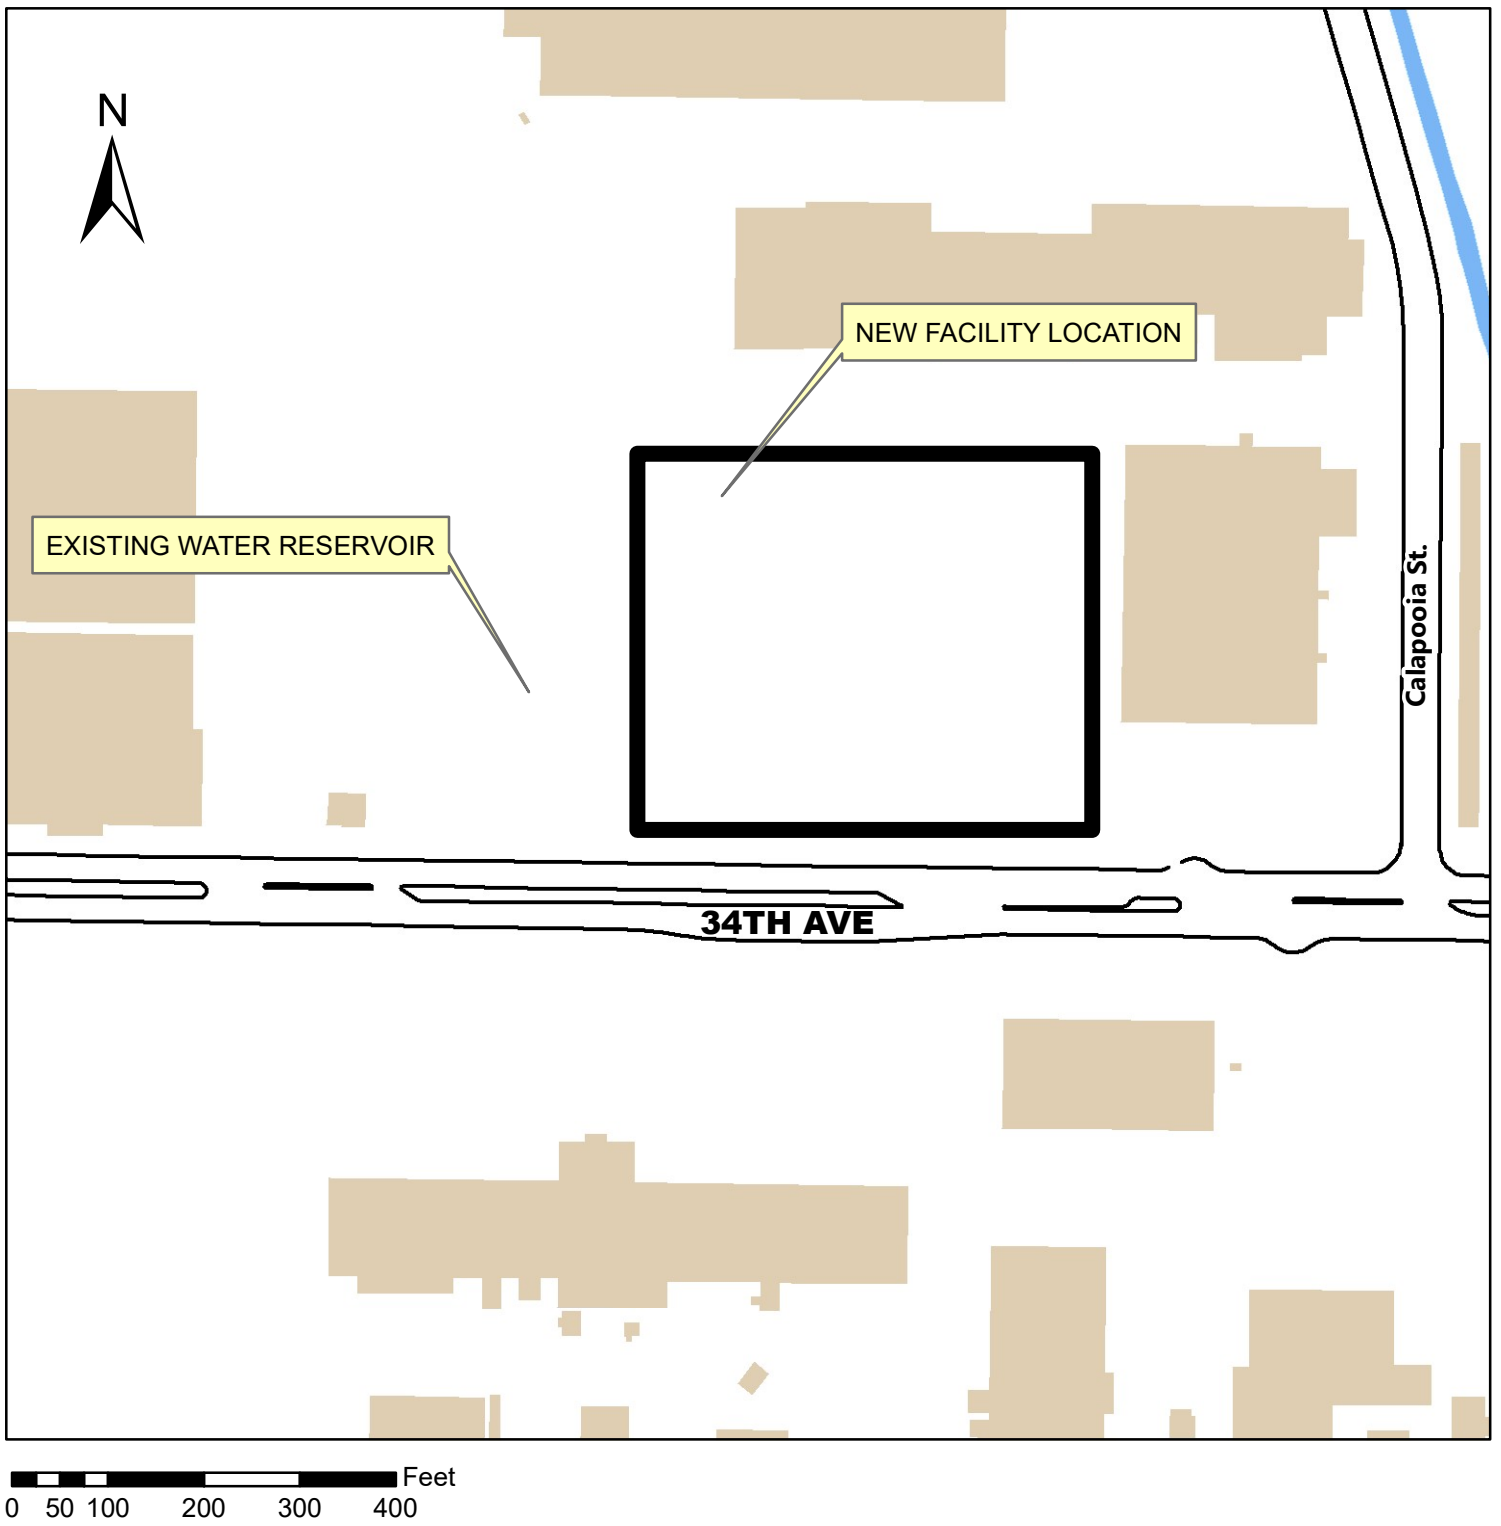 N
NEW FACILITY LOCATION
EXISTING WATER RESERVOIR
Calapooia St.
34TH AVE
Feet
0 50 100 200 300 400